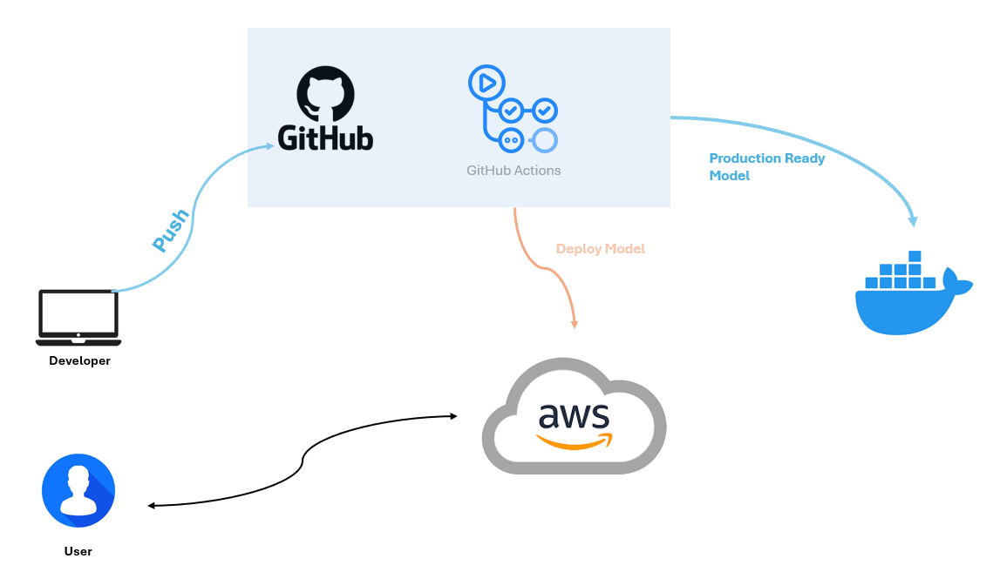 GitHub
GitHub Actions
Production Ready
Model
Push
Deploy Model
Developer
aws
User